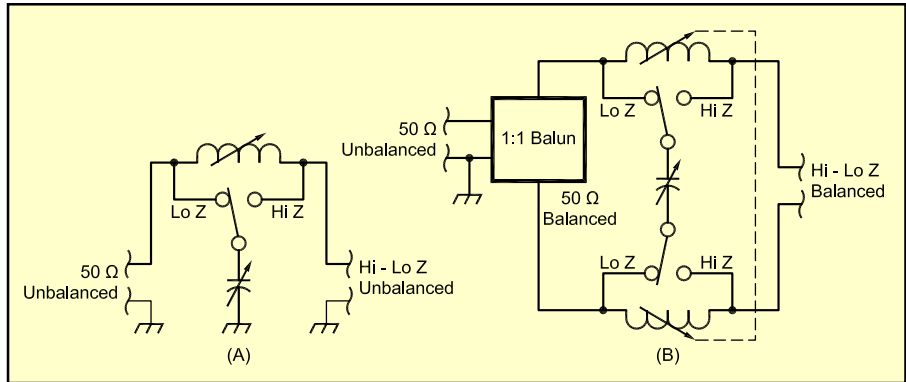 Lo Z
Hi Z
50 Ω
Unbalanced
Hi - Lo Z
Unbalanced
(A)
50 Ω
Unbalanced
1:1 Balun
50 Ω
Balanced
Lo Z
Hi Z
Lo Z
Hi Z
Hi - Lo Z
Balanced
(B)